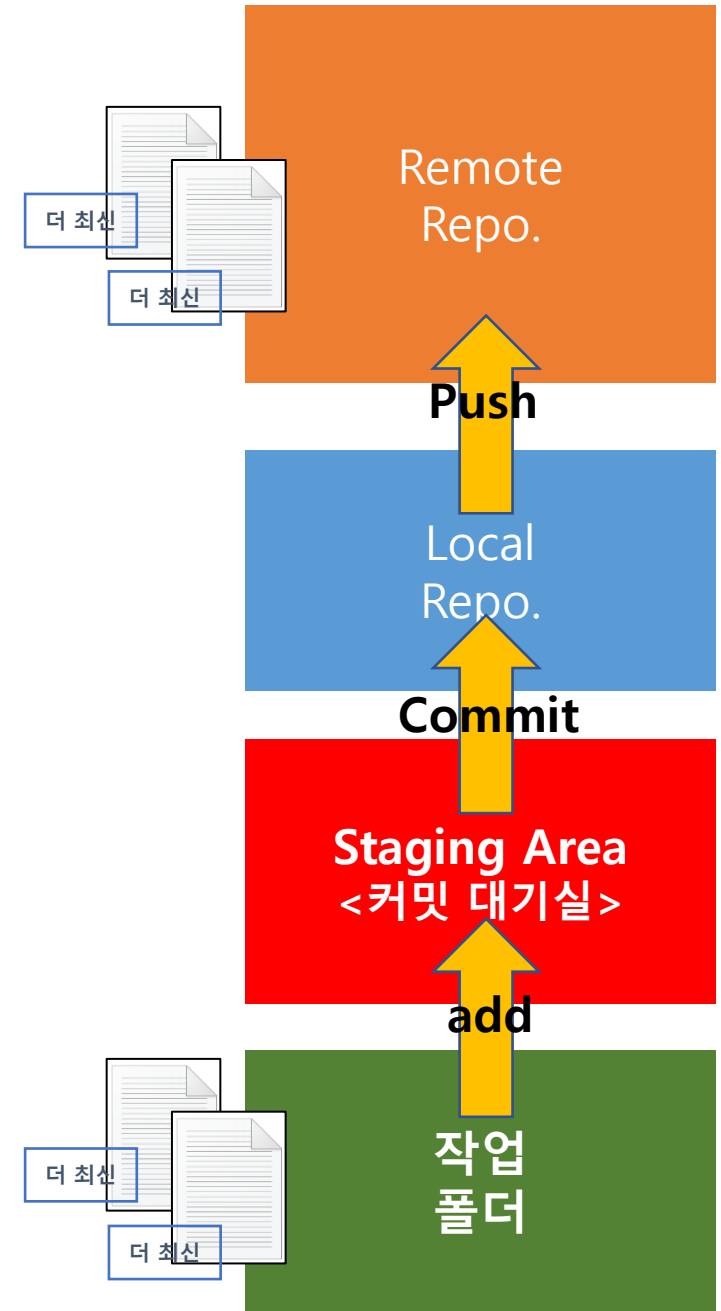 Remote
Repo.
더 최신
더 최신
Push
Local
Repo.
Commit
Staging Area
<커밋 대기실>
add
작업
폴더
더 최신
더 최신